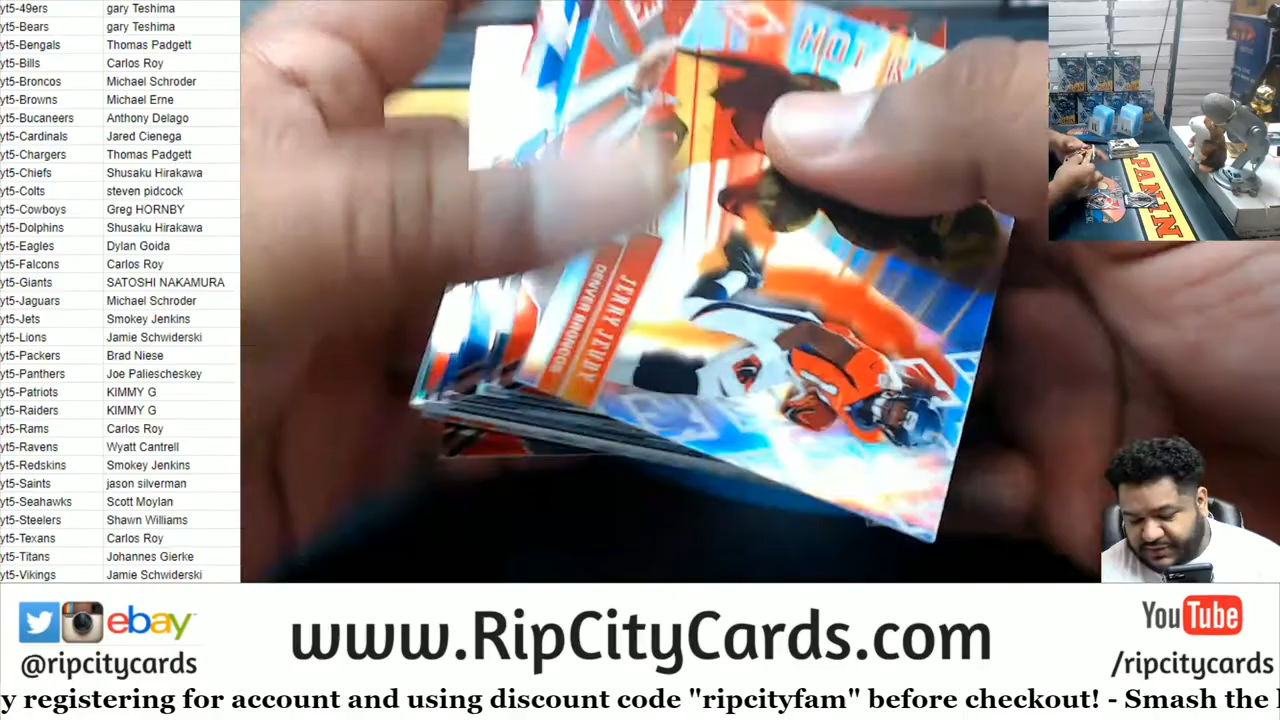 yt5-49ers gary Teshima
yt5-Bears gary Teshima
yt5-Bengals Thomas Padgett
yt5-Bills Carlos Roy
yt5-Broncos Michael Schroder
yt5-Browns Michael Erne
yt5-Bucaneers Anthony Delago
yt5-Cardinals Jared Cienega
yt5-Chargers Thomas Padgett
yt5-Chiefs Shusaku Hirakawa
yt5-Colts steven pidcock
yt5-Cowboys Greg HORNBY
yt5-Dolphins Shusaku Hirakawa
yt5-Eagles Dylan Goida
yt5-Falcons Carlos Roy
yt5-Giants SATOSHI NAKAMURA
yt5-Jaguars Michael Schroder
yt5-Jets Smokey Jenkins
yt5-Lions Jamie Schwiderski
yt5-Packers Brad Niese
yt5-Panthers Joe Paliescheskey
yt5-Patriots KIMMY G
yt5-Raiders KIMMY G
yt5-Rams Carlos Roy
yt5-Ravens Wyatt Cantrell
yt5-Redskins Smokey Jenkins
yt5-Saints jason silverman
yt5-Seahawks Scott Moylan
yt5-Steelers Shawn Williams
yt5-Texans Carlos Roy
yt5-Titans Johannes Gierke
yt5-Vikings Jamie Schwiderski
HOT
JERRY JEUDY
DENVER BRONCOS
PANINI
ebay
@ripcitycards
www.RipCityCards.com
YouTube
/ripcitycards
y registering for account and using discount code "ripcityfam" before checkout! - Smash the